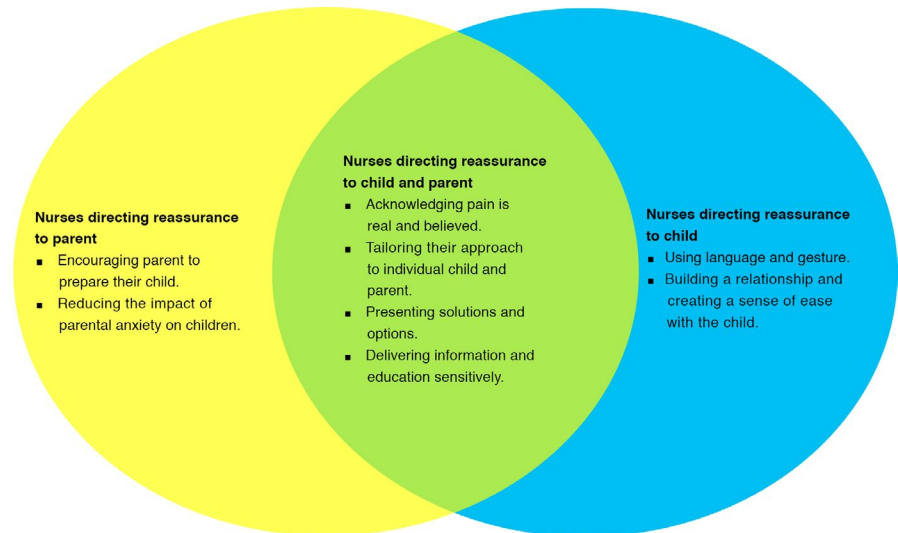 Nurses directing reassurance
to parent
▪ Encouraging parent to
prepare their child.
▪ Reducing the impact of
parental anxiety on children.
Nurses directing reassurance
to child and parent
▪ Acknowledging pain is
real and believed.
▪ Tailoring their approach
to individual child and
parent.
▪ Presenting solutions and
options.
▪ Delivering information and
education sensitively.
Nurses directing reassurance
to child
▪ Using language and gesture.
▪ Building a relationship and
creating a sense of ease
with the child.